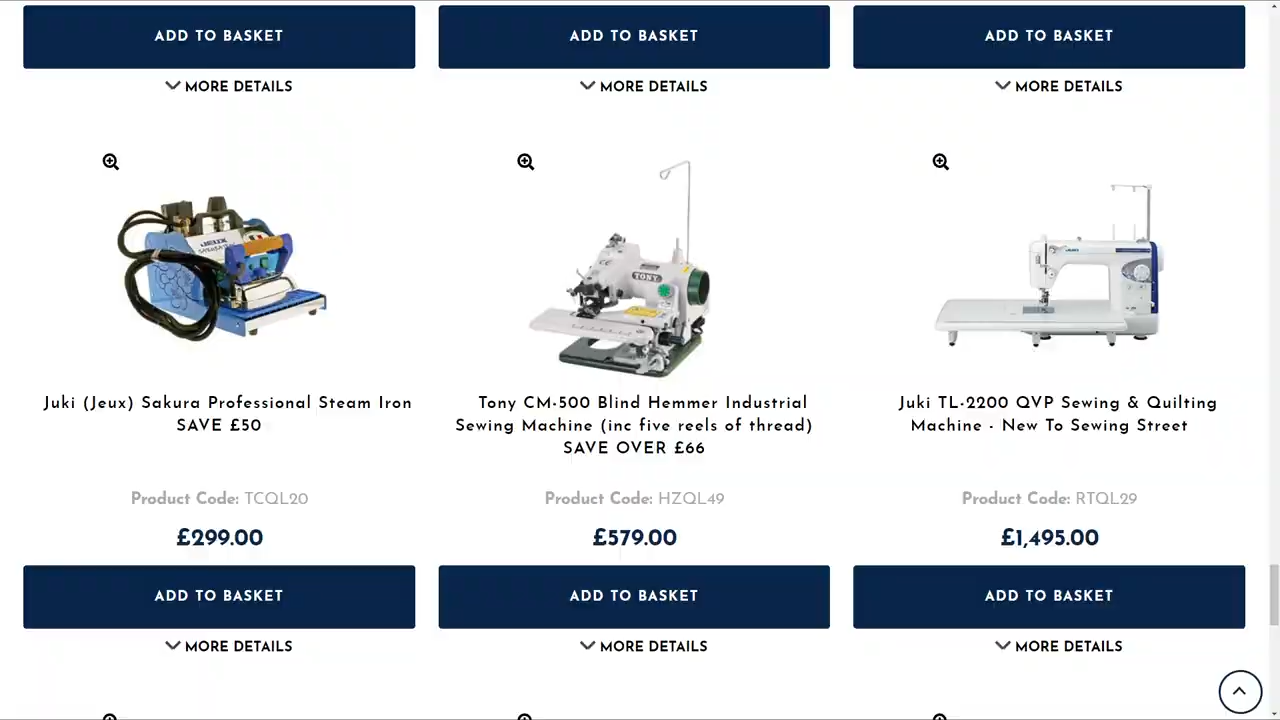 ADD TO BASKET
ADD TO BASKET
ADD TO BASKET
MORE DETAILS
MORE DETAILS
MORE DETAILS
JEUX
TONY
JUKI
Juki (Jeux) Sakura Professional Steam Iron
SAVE £50
Tony CM-500 Blind Hemmer Industrial
Sewing Machine (inc five reels of thread)
SAVE OVER £66
Juki TL-2200 QVP Sewing & Quilting
Machine - New To Sewing Street
Product Code: TCQL20
Product Code: HZQL49
Product Code: RTQL29
£299.00
£579.00
£1,495.00
ADD TO BASKET
ADD TO BASKET
ADD TO BASKET
MORE DETAILS
MORE DETAILS
MORE DETAILS